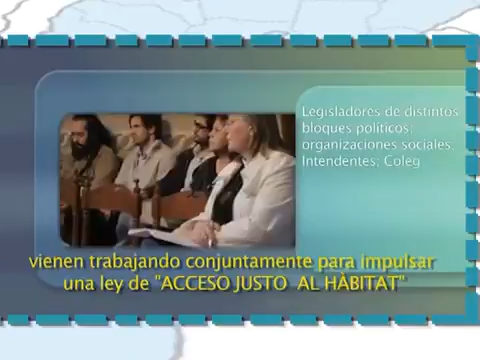 Legisladores de distintos
bloques políticos;
organizaciones sociales.
Intendentes; Coleg
vienen trabajando conjuntamente para impulsar
una ley de "ACCESO JUSTO AL HÀBITAT"